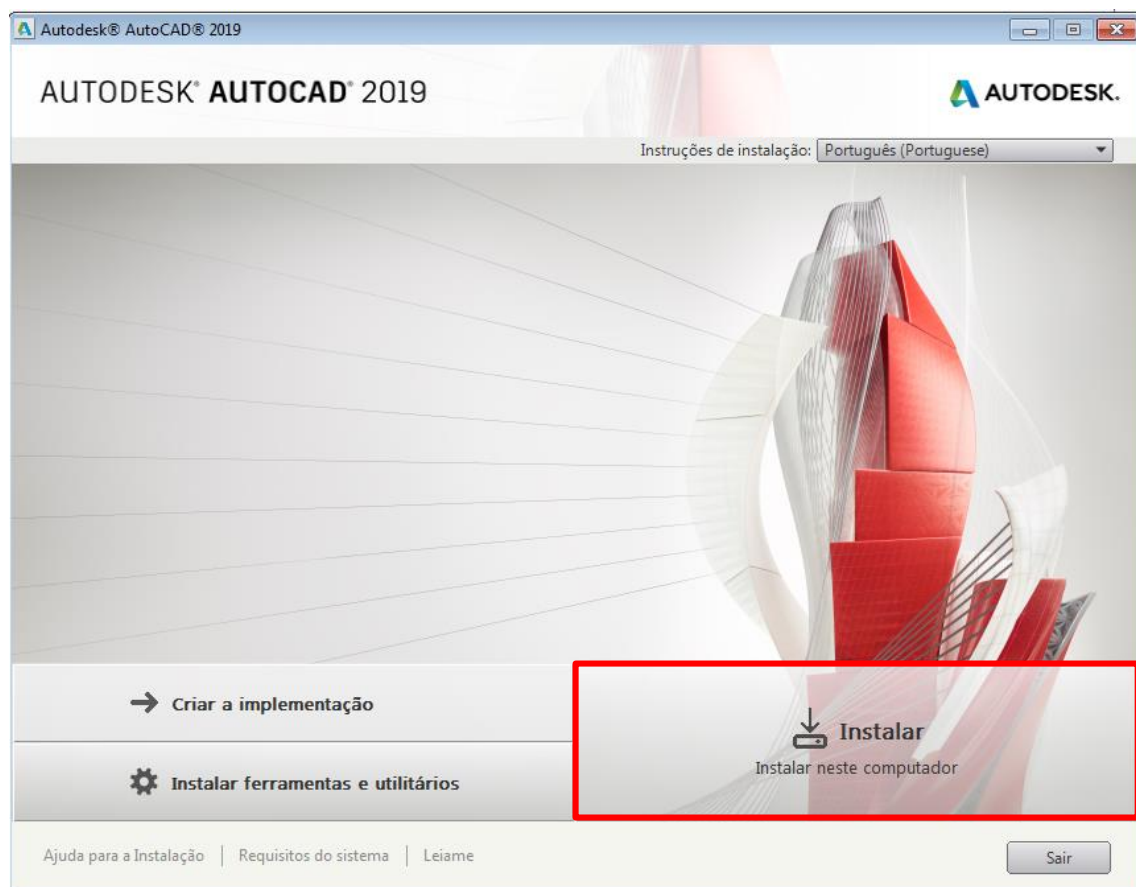 Autodesk® AutoCAD® 2019
AUTODESK® AUTOCAD® 2019
AUTODESK.
Instruções de instalação: Português (Portuguese)
Criar a implementação
Instalar
Instalar neste computador
Instalar ferramentas e utilitários
Ajuda para a Instalação | Requisitos do sistema | Leiame
Sair